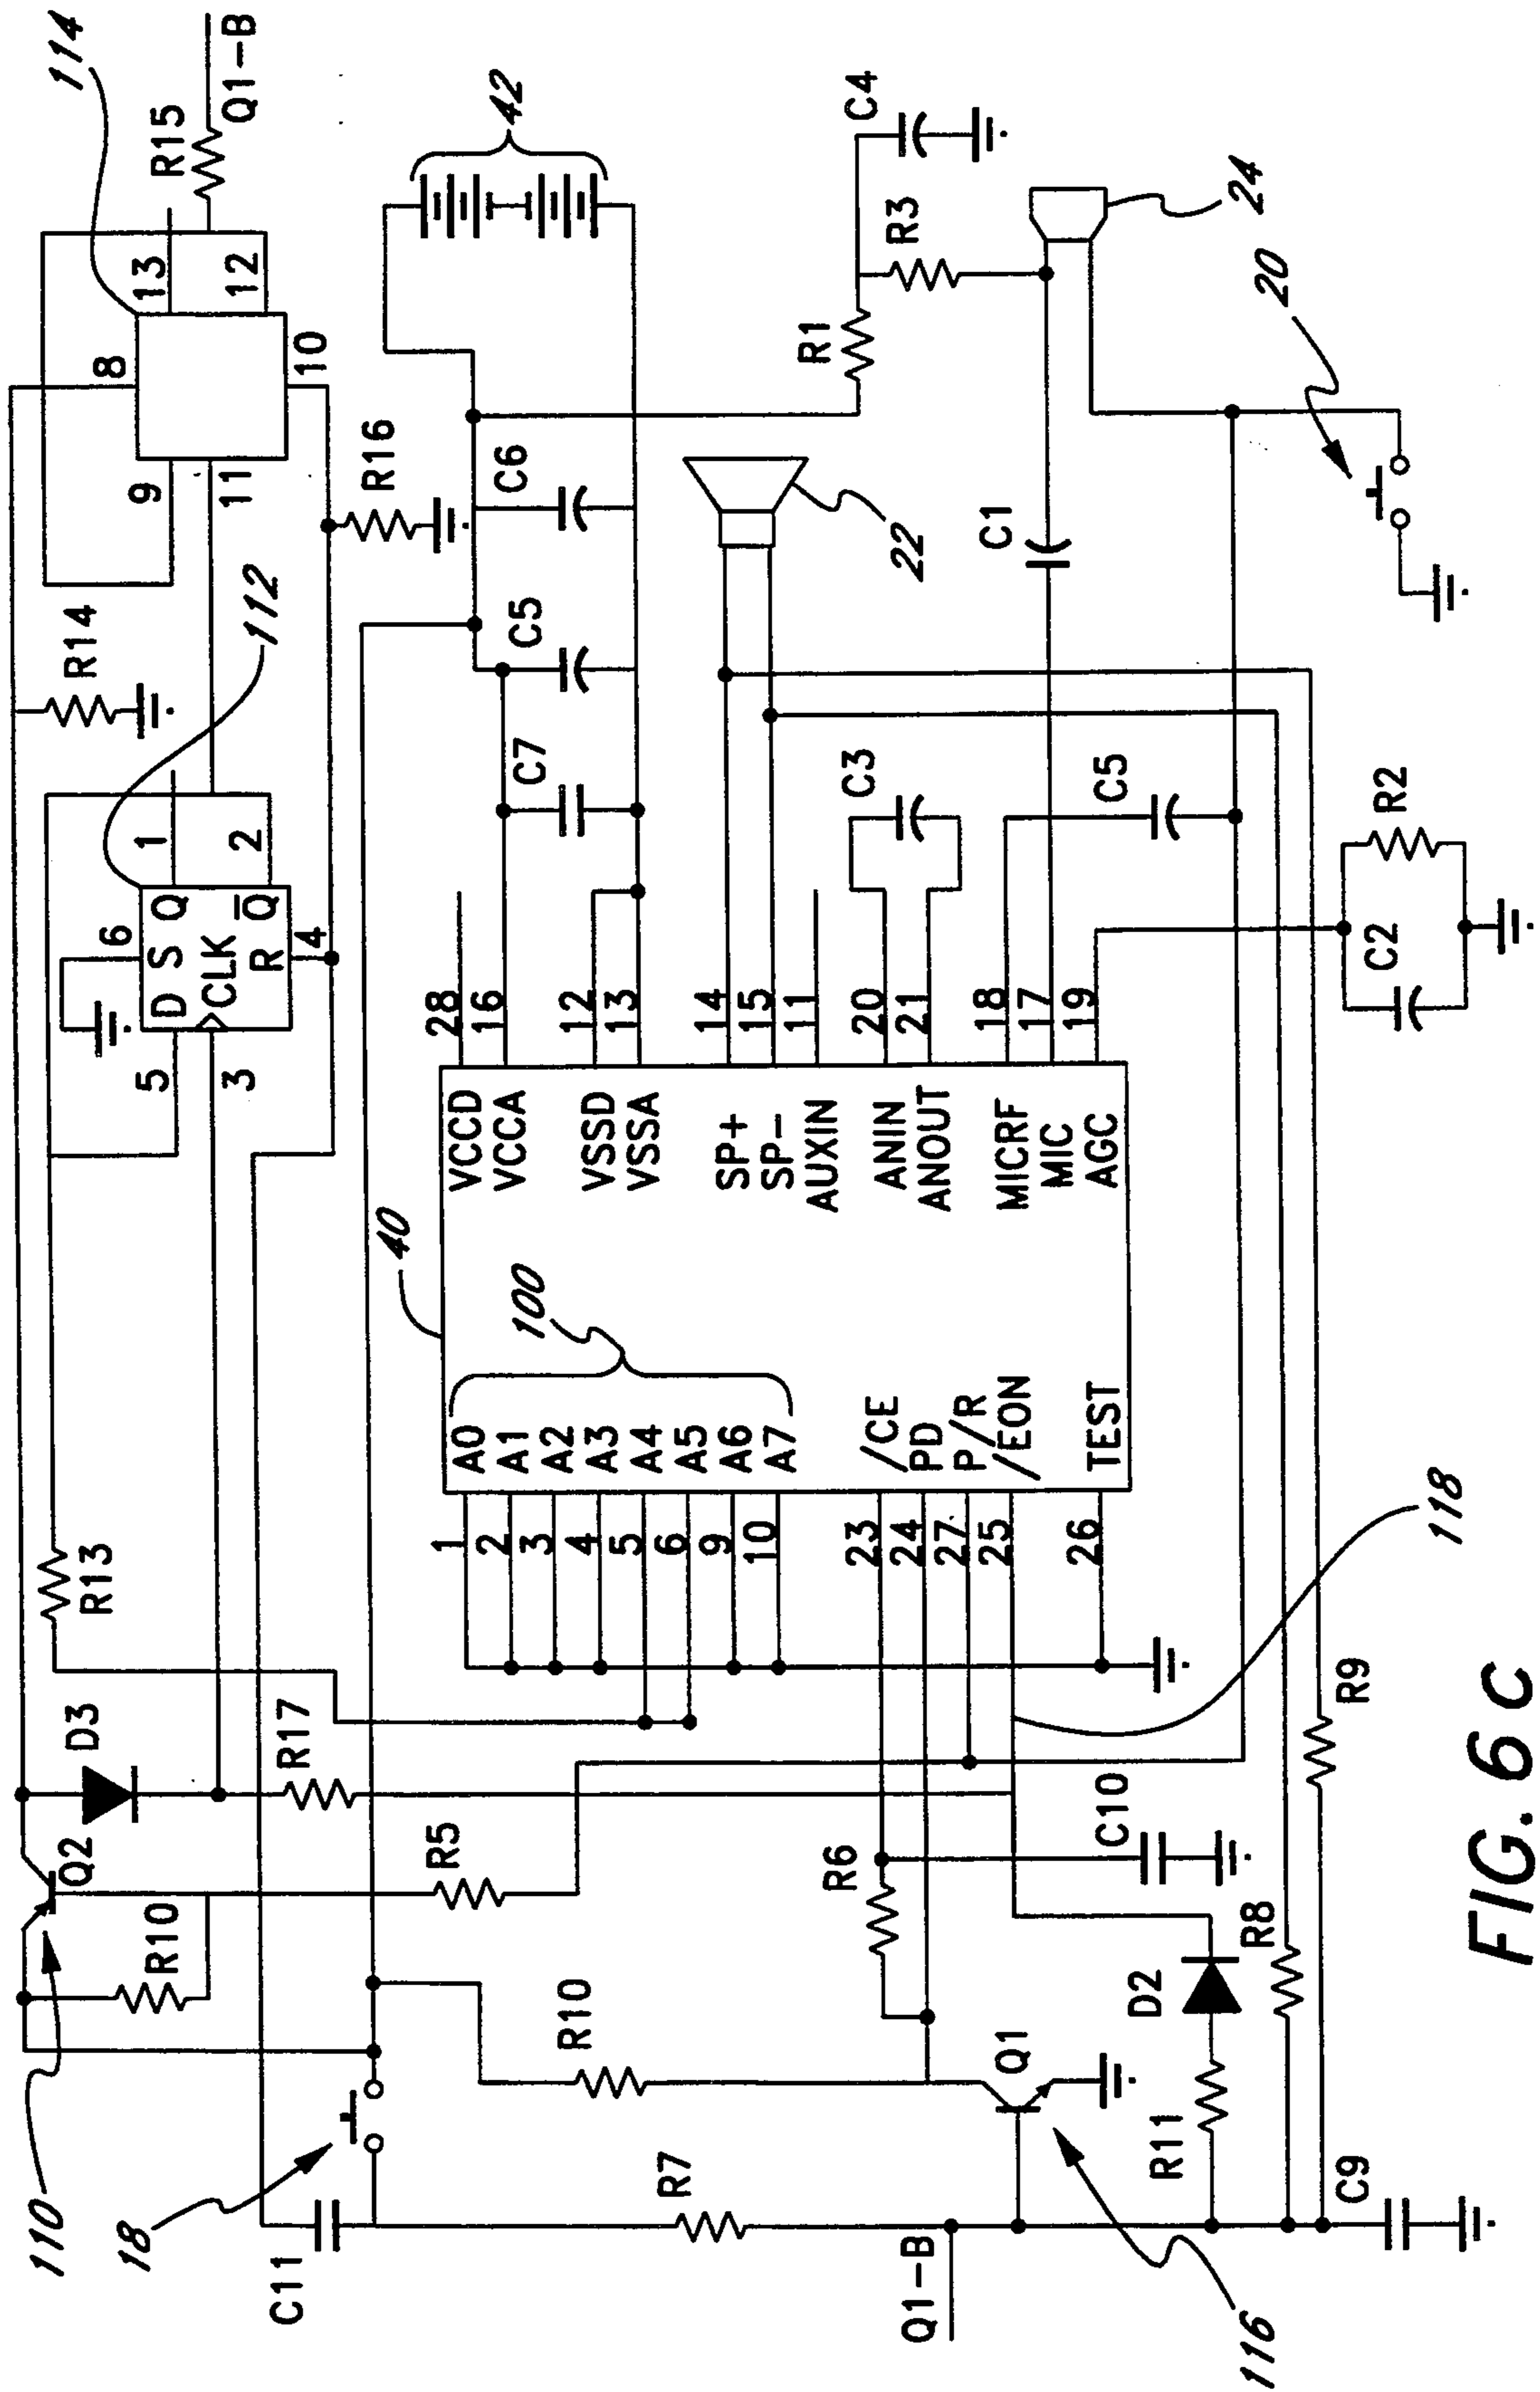 114
R15
Q1-B
13
12
8
10
9
11
R14
R16
112
1
2
6
D
S
Q
CLK
Q
R
4
5
3
R13
D3
R17
Q2
R10
110
R5
18
C11
42
C6
C5
C7
C4
R3
R1
24
20
22
C1
C3
C5
R2
C2
28
16
12
13
14
15
11
20
21
18
17
19
VCCD
VCCA
VSSD
VSSA
SP+
SP-
AUXIN
ANIN
ANOUT
MICRF
MIC
AGC
40
100
A0
A1
A2
A3
A4
A5
A6
A7
/CE
PD
P/R
/EON
TEST
1
2
3
4
5
6
9
10
23
24
27
25
26
118
R9
R6
C10
R8
D2
R10
Q1
R11
R7
Q1-B
116
C9
FIG. 6C